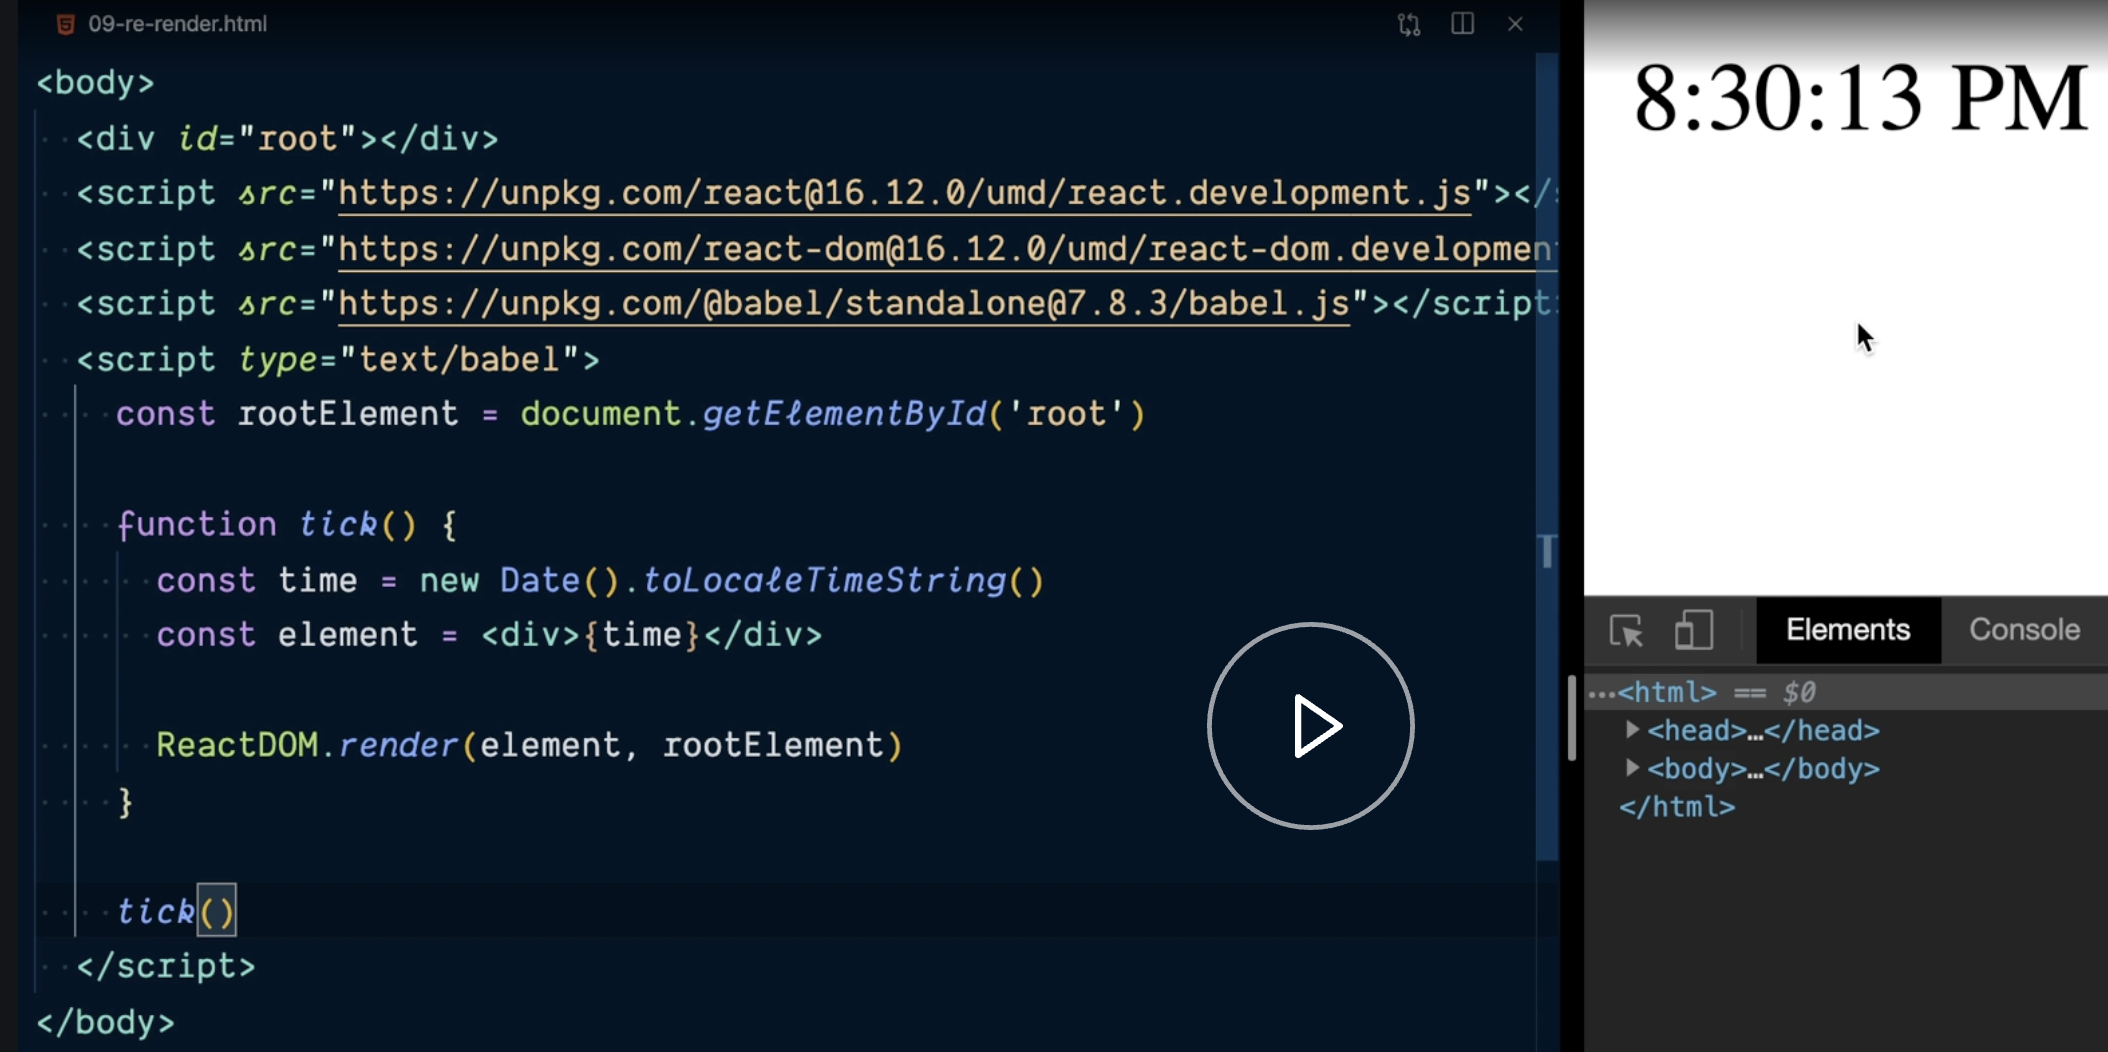 09-re-render.html
<body>
<div id="root"></div>
<script src="https://unpkg.com/react@16.12.0/umd/react.development.js"></
<script src="https://unpkg.com/react-dom@16.12.0/umd/react-dom.developmen
<script src="https://unpkg.com/@babel/standalone@7.8.3/babel.js"></script>
<script type="text/babel">
const rootElement = document.getElementById('root')
function tick() {
const time = new Date().toLocaleTimeString()
const element = <div>{time}</div>
ReactDOM.render(element, rootElement)
}
tick()
</script>
</body>
T
8:30:13 PM
Elements Console
…<html> == $0
<head>…</head>
<body>…</body>
</html>